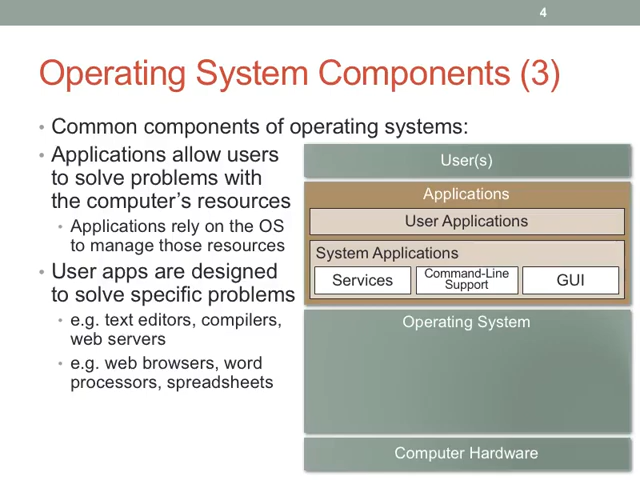 4
Operating System Components (3)
• Common components of operating systems:
• Applications allow users
to solve problems with
the computer's resources
• Applications rely on the OS
to manage those resources
• User apps are designed
to solve specific problems
• e.g. text editors, compilers,
web servers
• e.g. web browsers, word
processors, spreadsheets
User(s)
Applications
User Applications
System Applications
Services
Command-Line
Support
GUI
Operating System
Computer Hardware